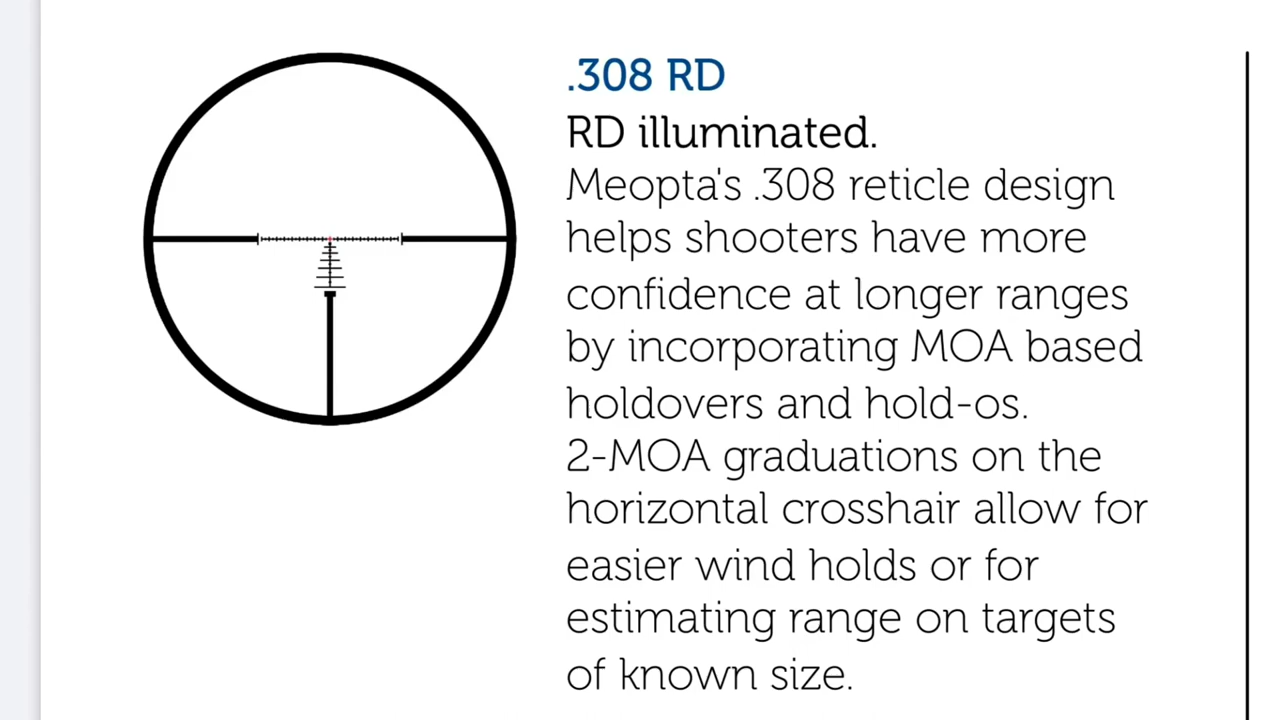 .308 RD
RD illuminated.
Meopta's .308 reticle design
helps shooters have more
confidence at longer ranges
by incorporating MOA based
holdovers and hold-os.
2-MOA graduations on the
horizontal crosshair allow for
easier wind holds or for
estimating range on targets
of known size.